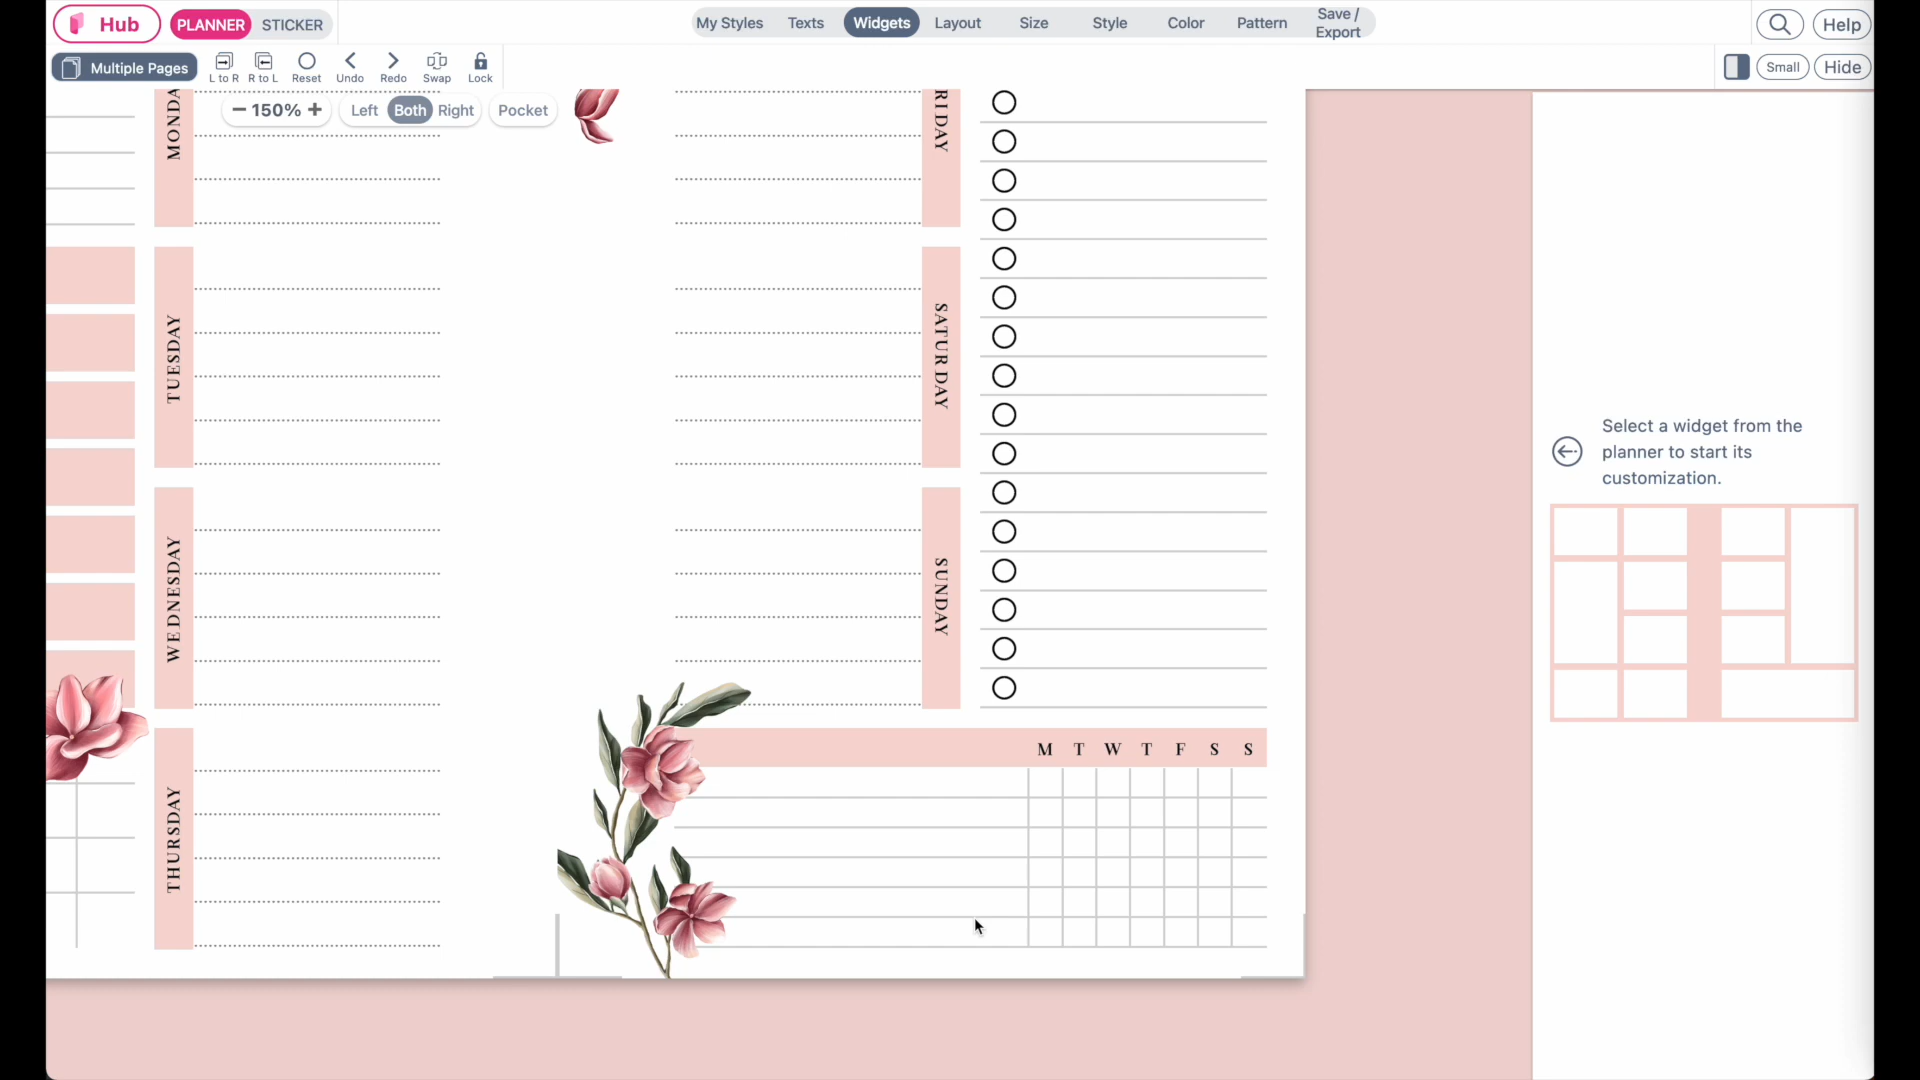 Hub
PLANNER
STICKER
My Styles
Texts
Widgets
Layout
Size
Style
Color
Pattern
Save /
Export
Help
Multiple Pages
L to R
R to L
Reset
Undo
Redo
Swap
Lock
Small
Hide
150%
Left
Both
Right
Pocket
MONDA
RIDAY
TUESDAY
SATURDAY
Select a widget from the
planner to start its
customization.
WEDNESDAY
SUNDAY
M T W T F S S
THURSDAY